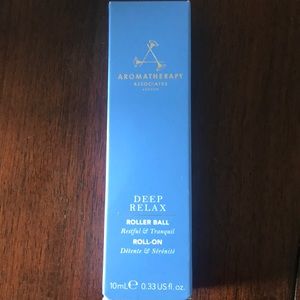 AROMATHERAPY
ASSOCIATES
LONDON
DEEP
RELAX
ROLLER BALL
Restful & Tranquil
ROLL-ON
Détente & Sérénité
10mL℮ 0.33 US fl. oz.